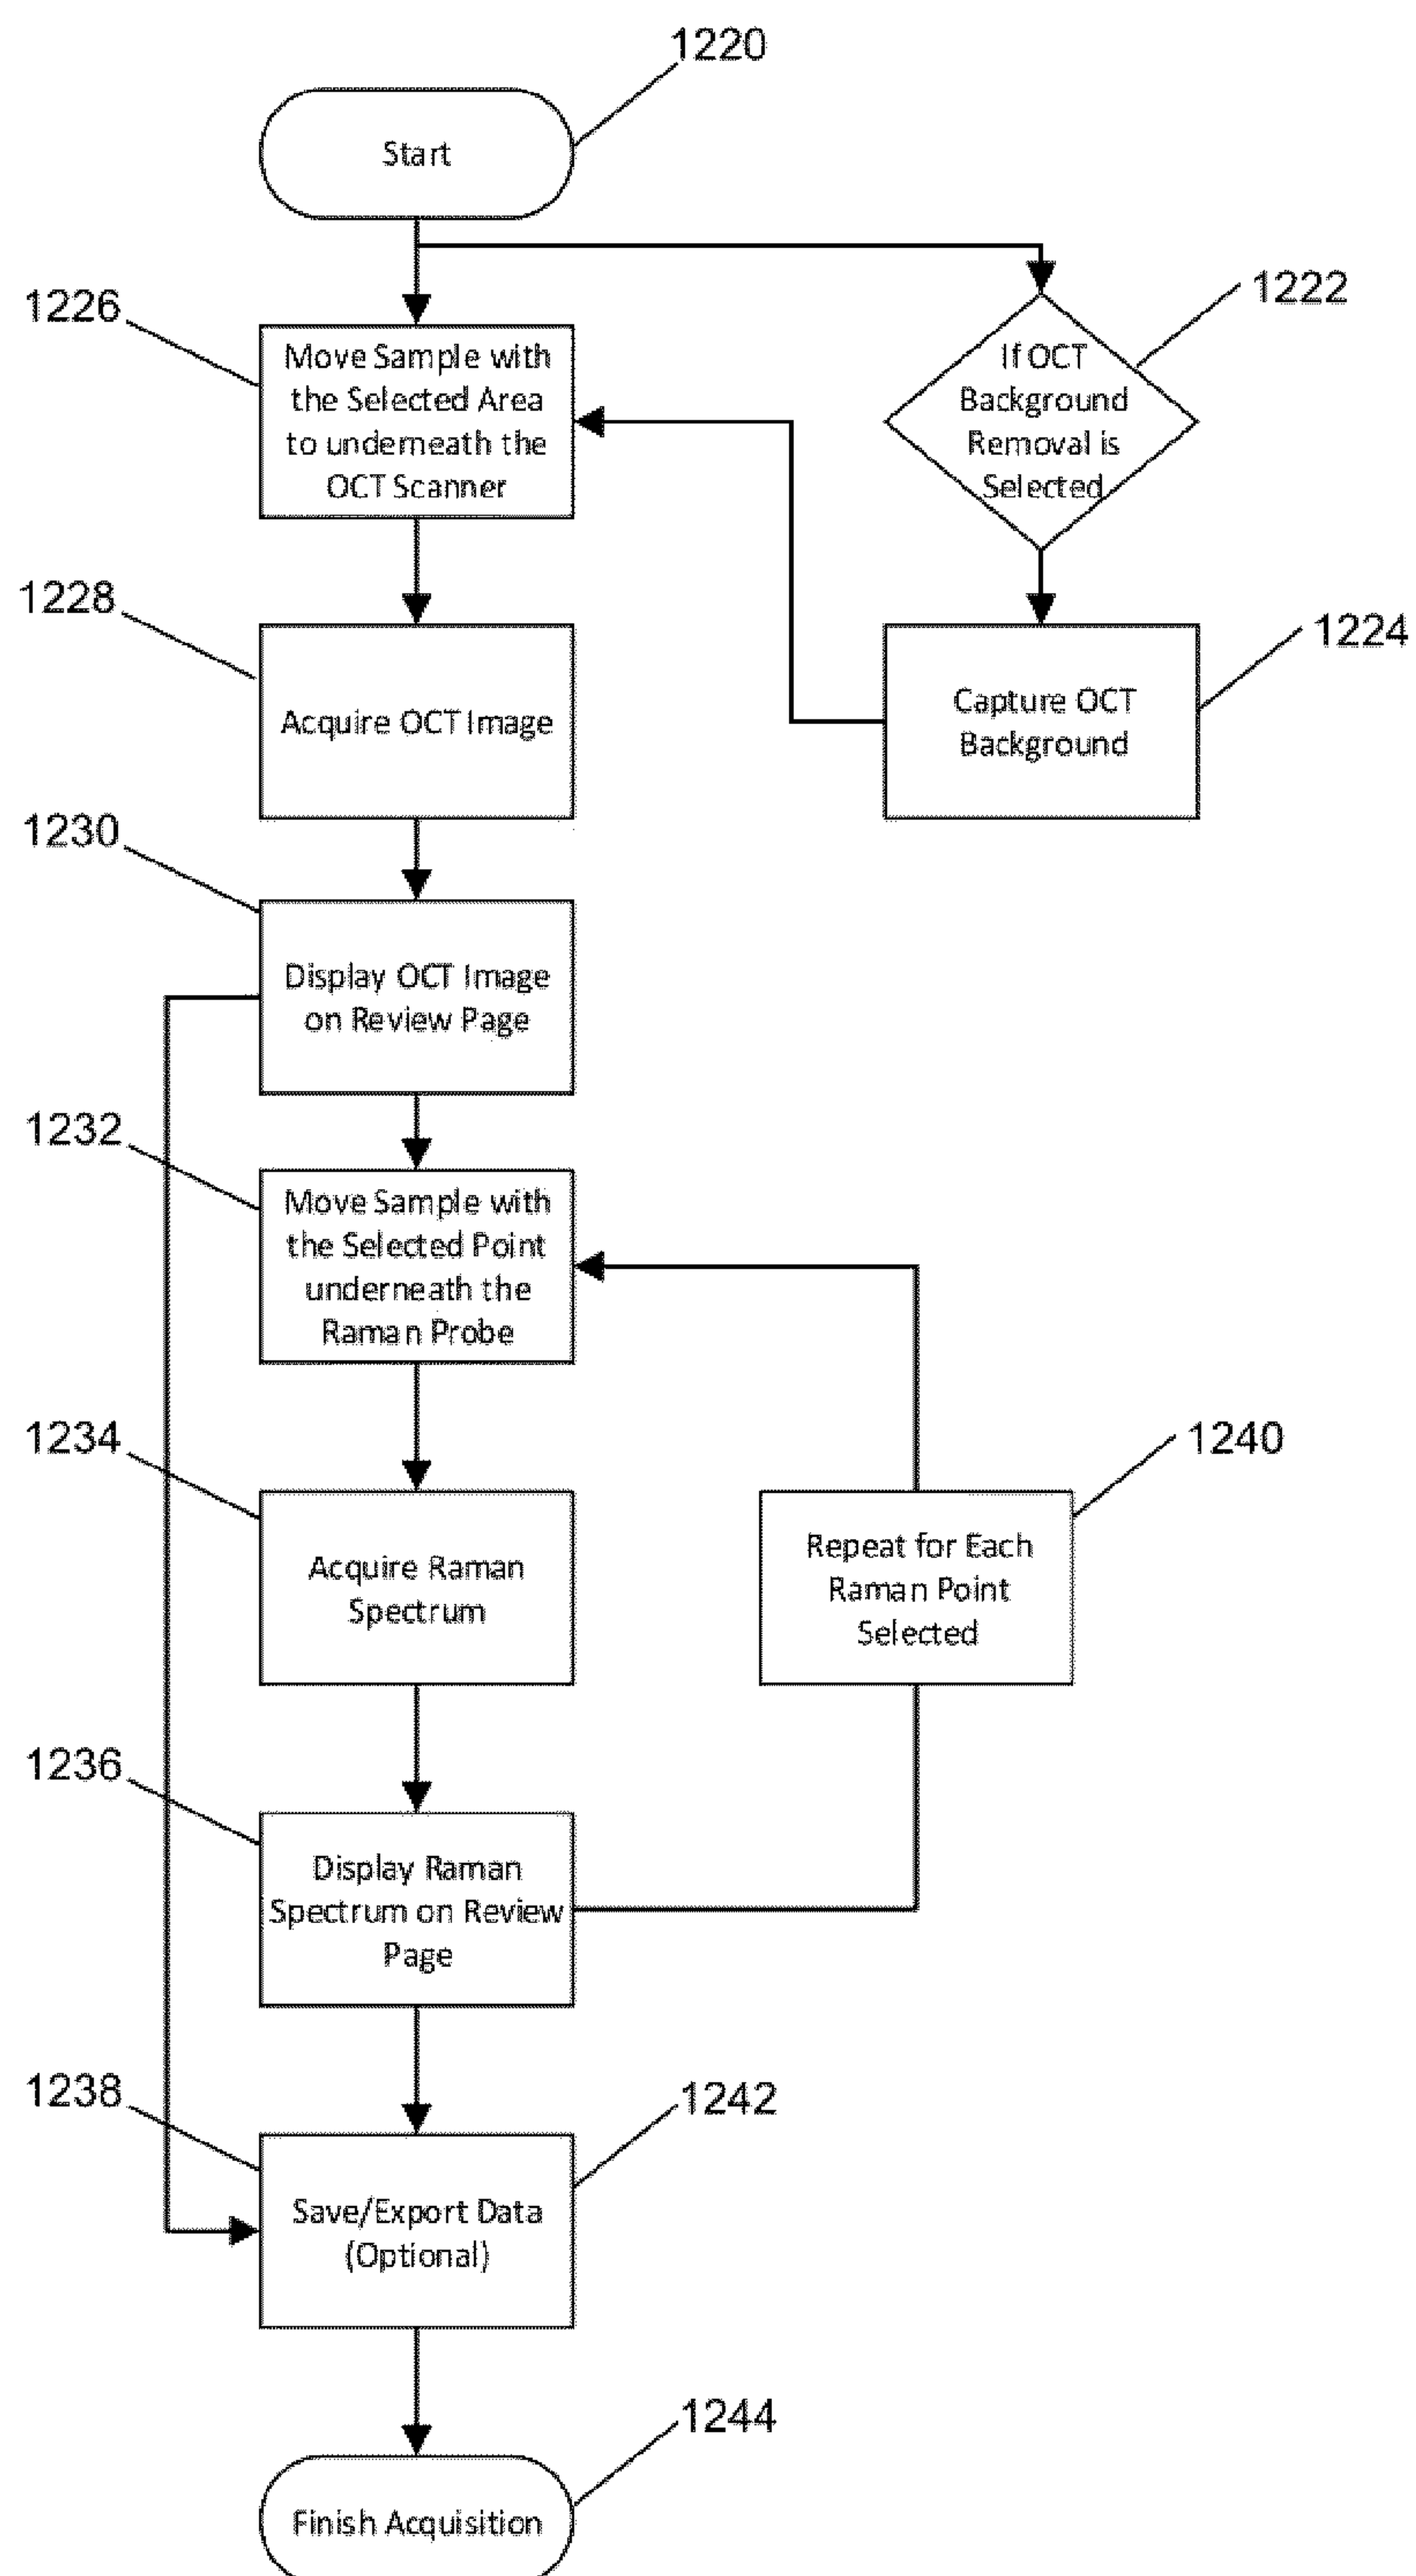 1220
Start
1222
1226
Move Sample with
the Selected Area
to underneath the
OCT Scanner
If OCT
Background
Removal is
Selected
1228
1224
Acquire OCT Image
Capture OCT
Background
1230
Display OCT Image
on Review Page
1232
Move Sample with
the Selected Point
underneath the
Raman Probe
1234
1240
Acquire Raman
Spectrum
Repeat for Each
Raman Point
Selected
1236
Display Raman
Spectrum on Review
Page
1238
1242
Save/Export Data
(Optional)
1244
Finish Acquisition